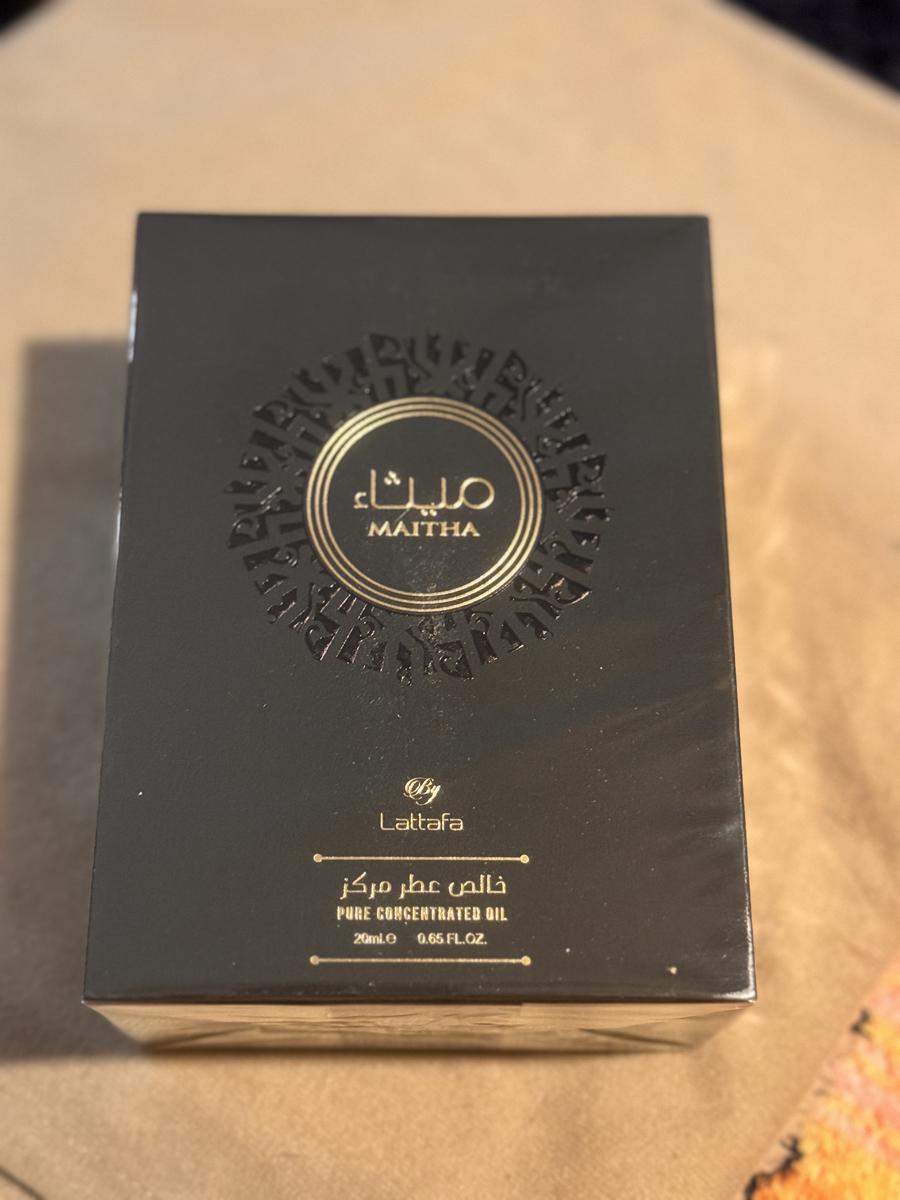 ميثاء
MAITHA
By
Lattafa
خالص عطر مركز
PURE CONCENTRATED OIL
20ml.e 0.65 FL.OZ.